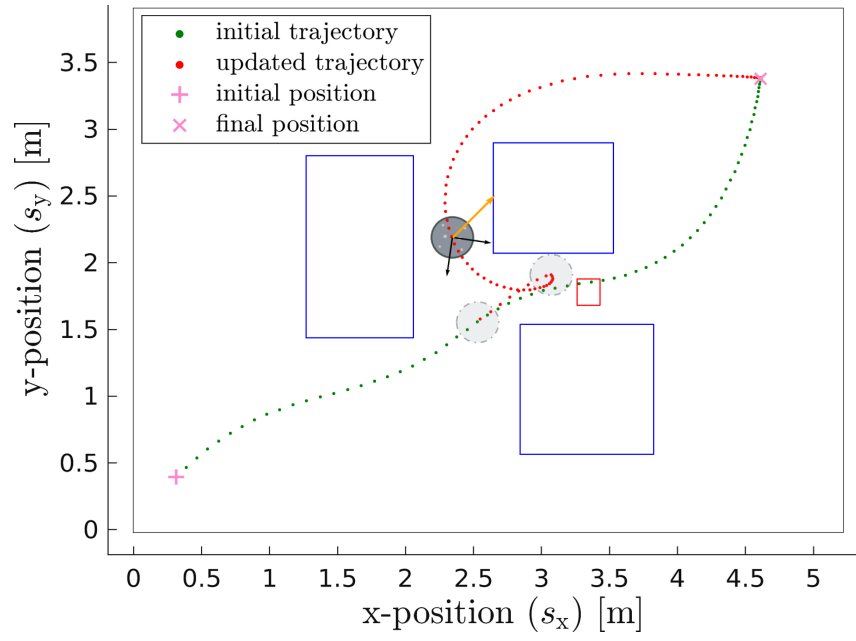 initial trajectory
updated trajectory
initial position
final position
3.5
3
2.5
2
1.5
1
0.5
0
y-position (s_y) [m]
0 0.5 1 1.5 2 2.5 3 3.5 4 4.5 5
x-position (s_x) [m]